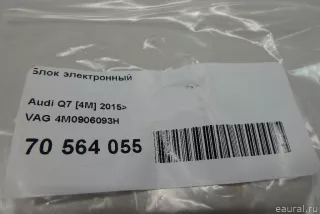 Блок электронный
Audi Q7 [4M] 2015>
VAG 4M0906093H
70 564 055
eaural.ru